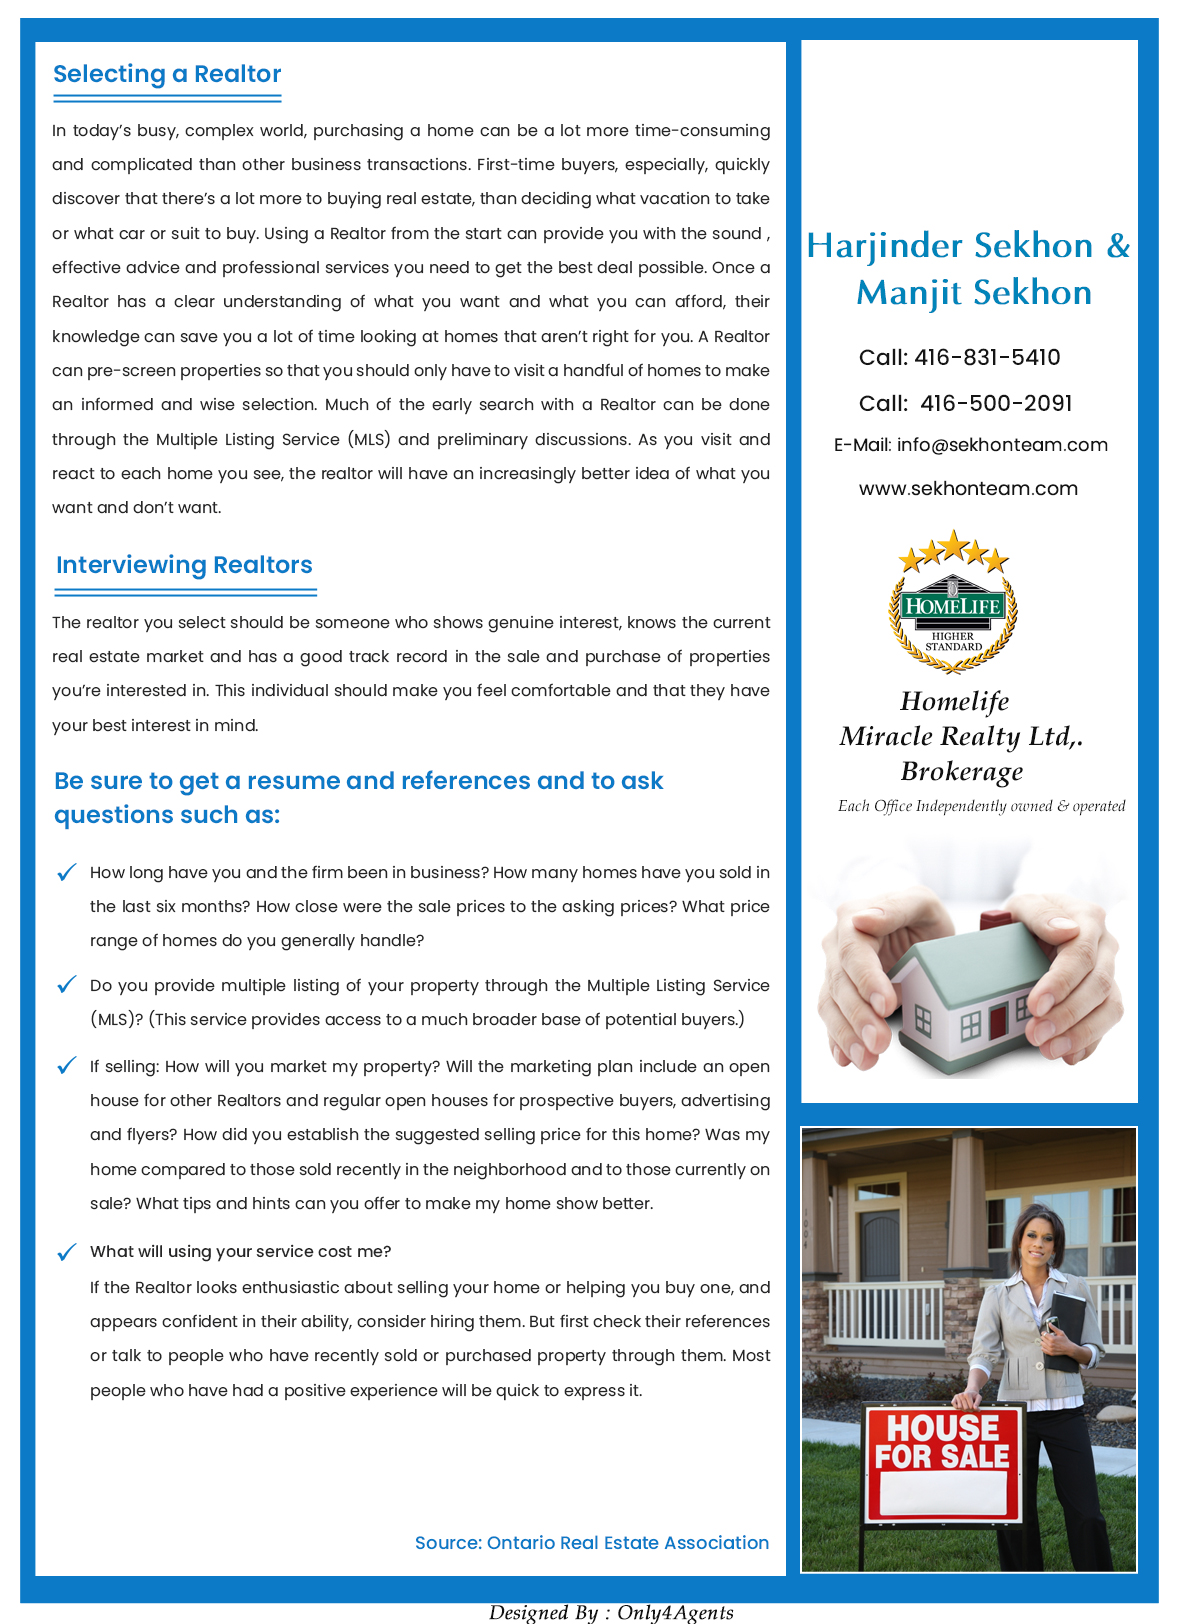 Selecting a Realtor
In today's busy, complex world, purchasing a home can be a lot more time-consuming
and complicated than other business transactions. First-time buyers, especially, quickly
discover that there's a lot more to buying real estate, than deciding what vacation to take
or what car or suit to buy. Using a Realtor from the start can provide you with the sound ,
effective advice and professional services you need to get the best deal possible. Once a
Realtor has a clear understanding of what you want and what you can afford, their
knowledge can save you a lot of time looking at homes that aren't right for you. A Realtor
can pre-screen properties so that you should only have to visit a handful of homes to make
an informed and wise selection. Much of the early search with a Realtor can be done
through the Multiple Listing Service (MLS) and preliminary discussions. As you visit and
react to each home you see, the realtor will have an increasingly better idea of what you
want and don't want.
Interviewing Realtors
The realtor you select should be someone who shows genuine interest, knows the current
real estate market and has a good track record in the sale and purchase of properties
you're interested in. This individual should make you feel comfortable and that they have
your best interest in mind.
Be sure to get a resume and references and to ask
questions such as:
How long have you and the firm been in business? How many homes have you sold in
the last six months? How close were the sale prices to the asking prices? What price
range of homes do you generally handle?
Do you provide multiple listing of your property through the Multiple Listing Service
(MLS)? (This service provides access to a much broader base of potential buyers.)
If selling: How will you market my property? Will the marketing plan include an open
house for other Realtors and regular open houses for prospective buyers, advertising
and flyers? How did you establish the suggested selling price for this home? Was my
home compared to those sold recently in the neighborhood and to those currently on
sale? What tips and hints can you offer to make my home show better.
What will using your service cost me?
If the Realtor looks enthusiastic about selling your home or helping you buy one, and
appears confident in their ability, consider hiring them. But first check their references
or talk to people who have recently sold or purchased property through them. Most
people who have had a positive experience will be quick to express it.
Source: Ontario Real Estate Association
Harjinder Sekhon &
Manjit Sekhon
Call: 416-831-5410
Call: 416-500-2091
E-Mail: info@sekhonteam.com
www.sekhonteam.com
HOMELIFE
HIGHER
STANDARD
Homelife
Miracle Realty Ltd,.
Brokerage
Each Office Independently owned & operated
1004
HOUSE
FOR SALE
Designed By : Only4Agents